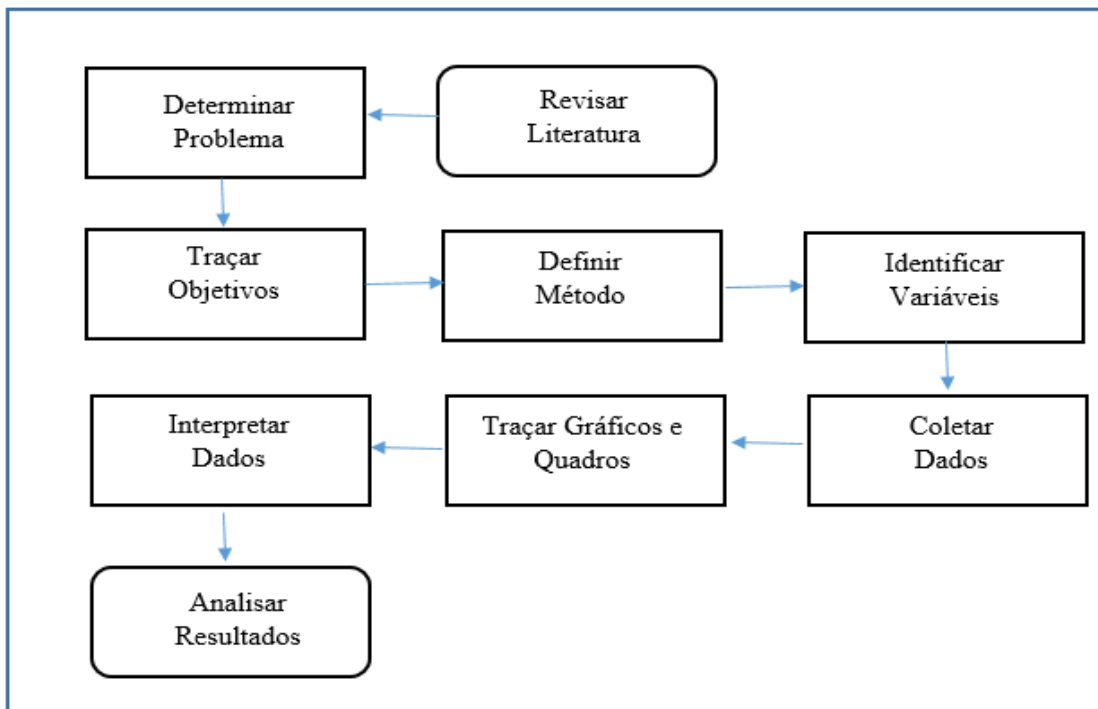 Determinar
Problema
Revisar
Literatura
Traçar
Objetivos
Definir
Método
Identificar
Variáveis
Interpretar
Dados
Traçar Gráficos e
Quadros
Coletar
Dados
Analisar
Resultados